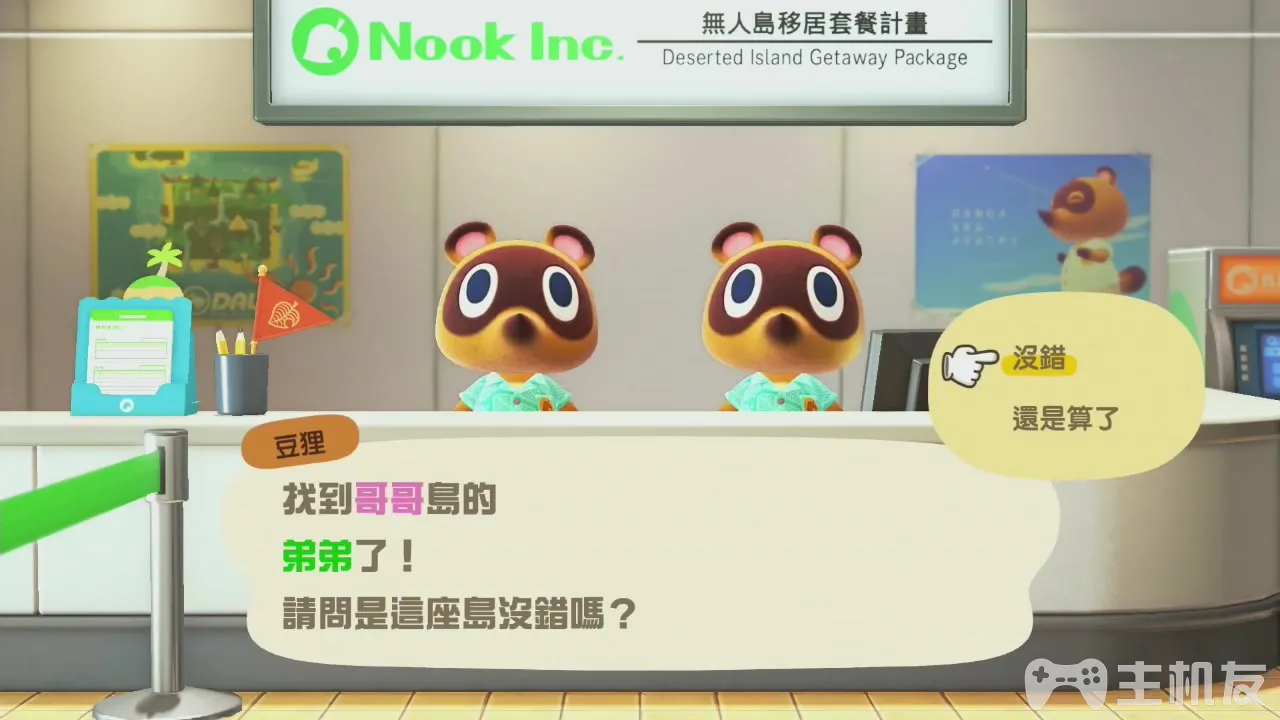 Nook Inc.
無人島移居套餐計畫
Deserted Island Getaway Package
DAL
沒錯
還是算了
豆狸
找到哥哥島的
弟弟了！
請問是這座島沒錯嗎？
主机友